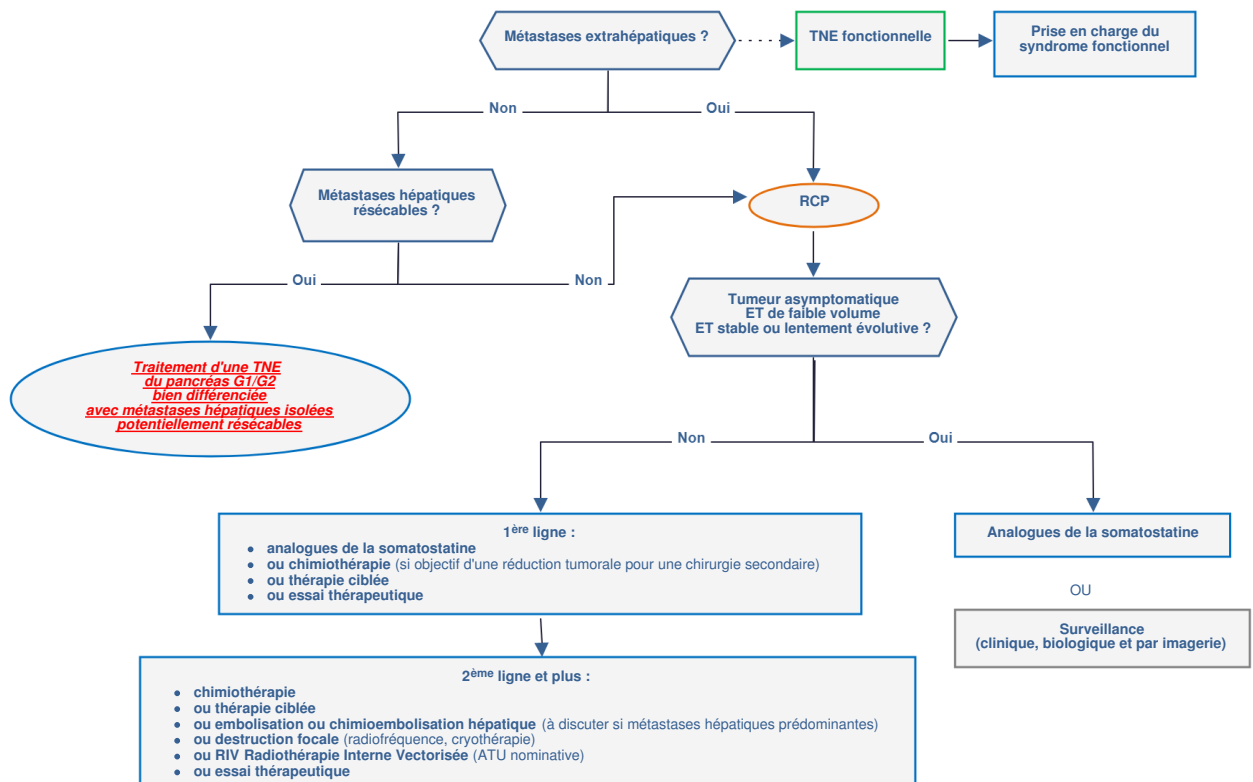 Métastases extrahépatiques ?
TNE fonctionnelle
Prise en charge du
syndrome fonctionnel
Non
Oui
Métastases hépatiques
résécables ?
RCP
Oui
Non
Tumeur asymptomatique
ET de faible volume
ET stable ou lentement évolutive ?
Traitement d'une TNE
du pancréas G1/G2
bien différenciée
avec métastases hépatiques isolées
potentiellement résécables
Non
Oui
1ère ligne :
• analogues de la somatostatine
• ou chimiothérapie (si objectif d'une réduction tumorale pour une chirurgie secondaire)
• ou thérapie ciblée
• ou essai thérapeutique
Analogues de la somatostatine
OU
Surveillance
(clinique, biologique et par imagerie)
2ème ligne et plus :
• chimiothérapie
• ou thérapie ciblée
• ou embolisation ou chimioembolisation hépatique (à discuter si métastases hépatiques prédominantes)
• ou destruction focale (radiofréquence, cryothérapie)
• ou RIV Radiothérapie Interne Vectorisée (ATU nominative)
• ou essai thérapeutique